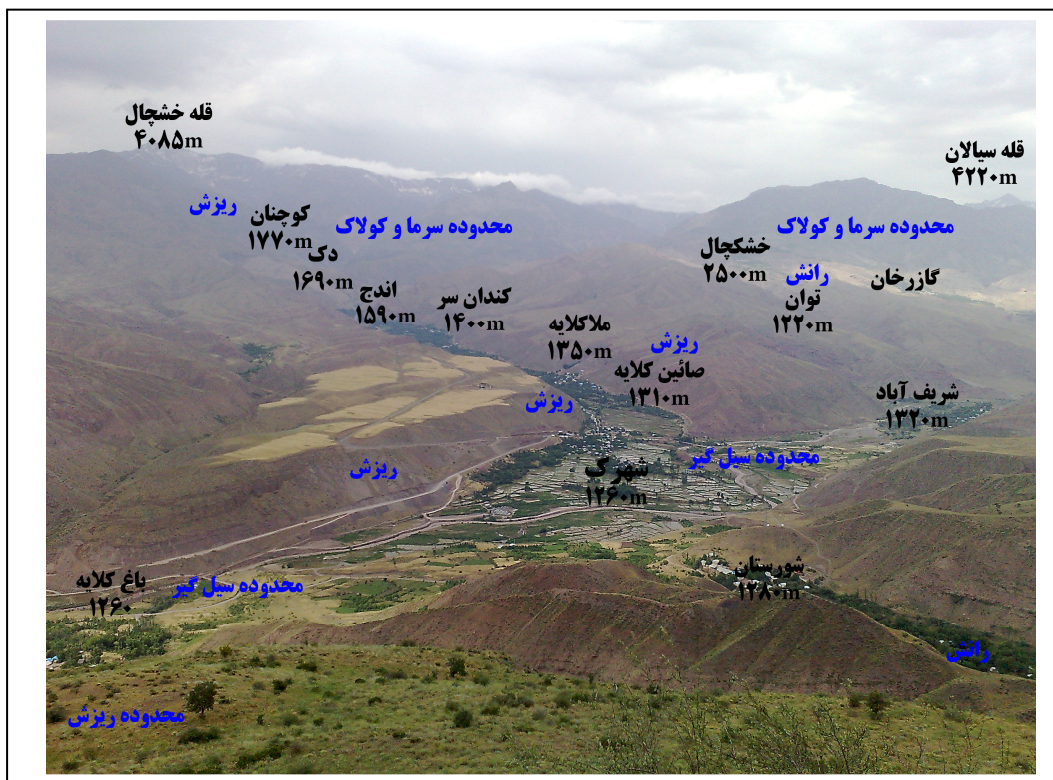 قله خشچال
۴۰۸۵m
قله سیالان
۴۲۲۰m
ریزش
کوچنان
۱۷۷۰m
محدوده سرما و کولاک
محدوده سرما و کولاک
دک
۱۶۹۰m
خشکچال
۲۵۰۰m
رانش
گازرخان
اندج
۱۵۹۰m
کندان سر
۱۴۰۰m
توان
۱۲۲۰m
ملاکلایه
۱۳۵۰m
ریزش
صائین کلایه
۱۳۱۰m
شریف آباد
۱۳۲۰m
ریزش
ریزش
شهرک
۱۲۶۰m
محدوده سیل گیر
شورستان
۱۲۸۰m
باغ کلایه
۱۲۶۰
محدوده سیل گیر
رانش
محدوده ریزش